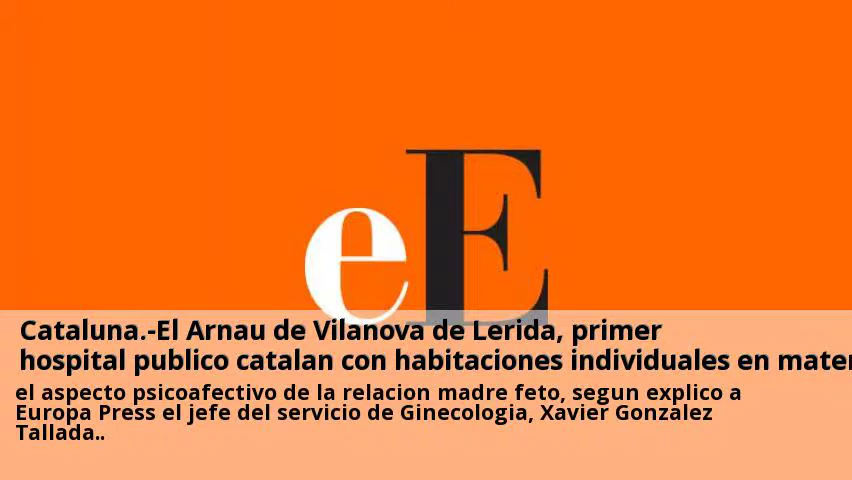 eE
Cataluna.-El Arnau de Vilanova de Lerida, primer
hospital publico catalan con habitaciones individuales en mater
el aspecto psicoafectivo de la relacion madre feto, segun explico a
Europa Press el jefe del servicio de Ginecologia, Xavier Gonzalez
Tallada..